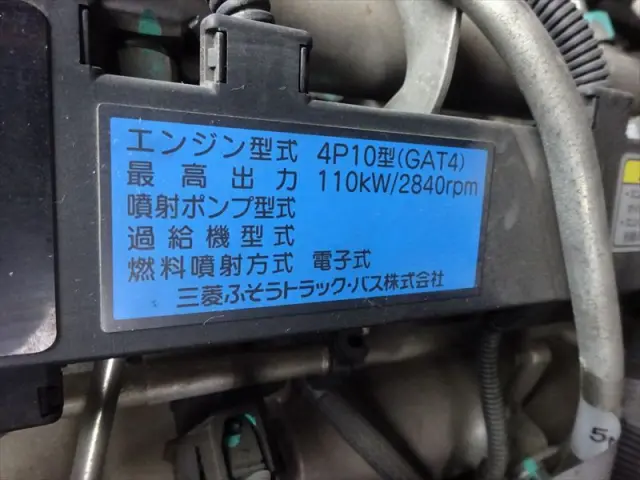 エンジン型式 4P10型(GAT4)
最高出力 110kW/2840rpm
噴射ポンプ型式
過給機型式
燃料噴射方式 電子式
三菱ふそうトラック・バス株式会社
5